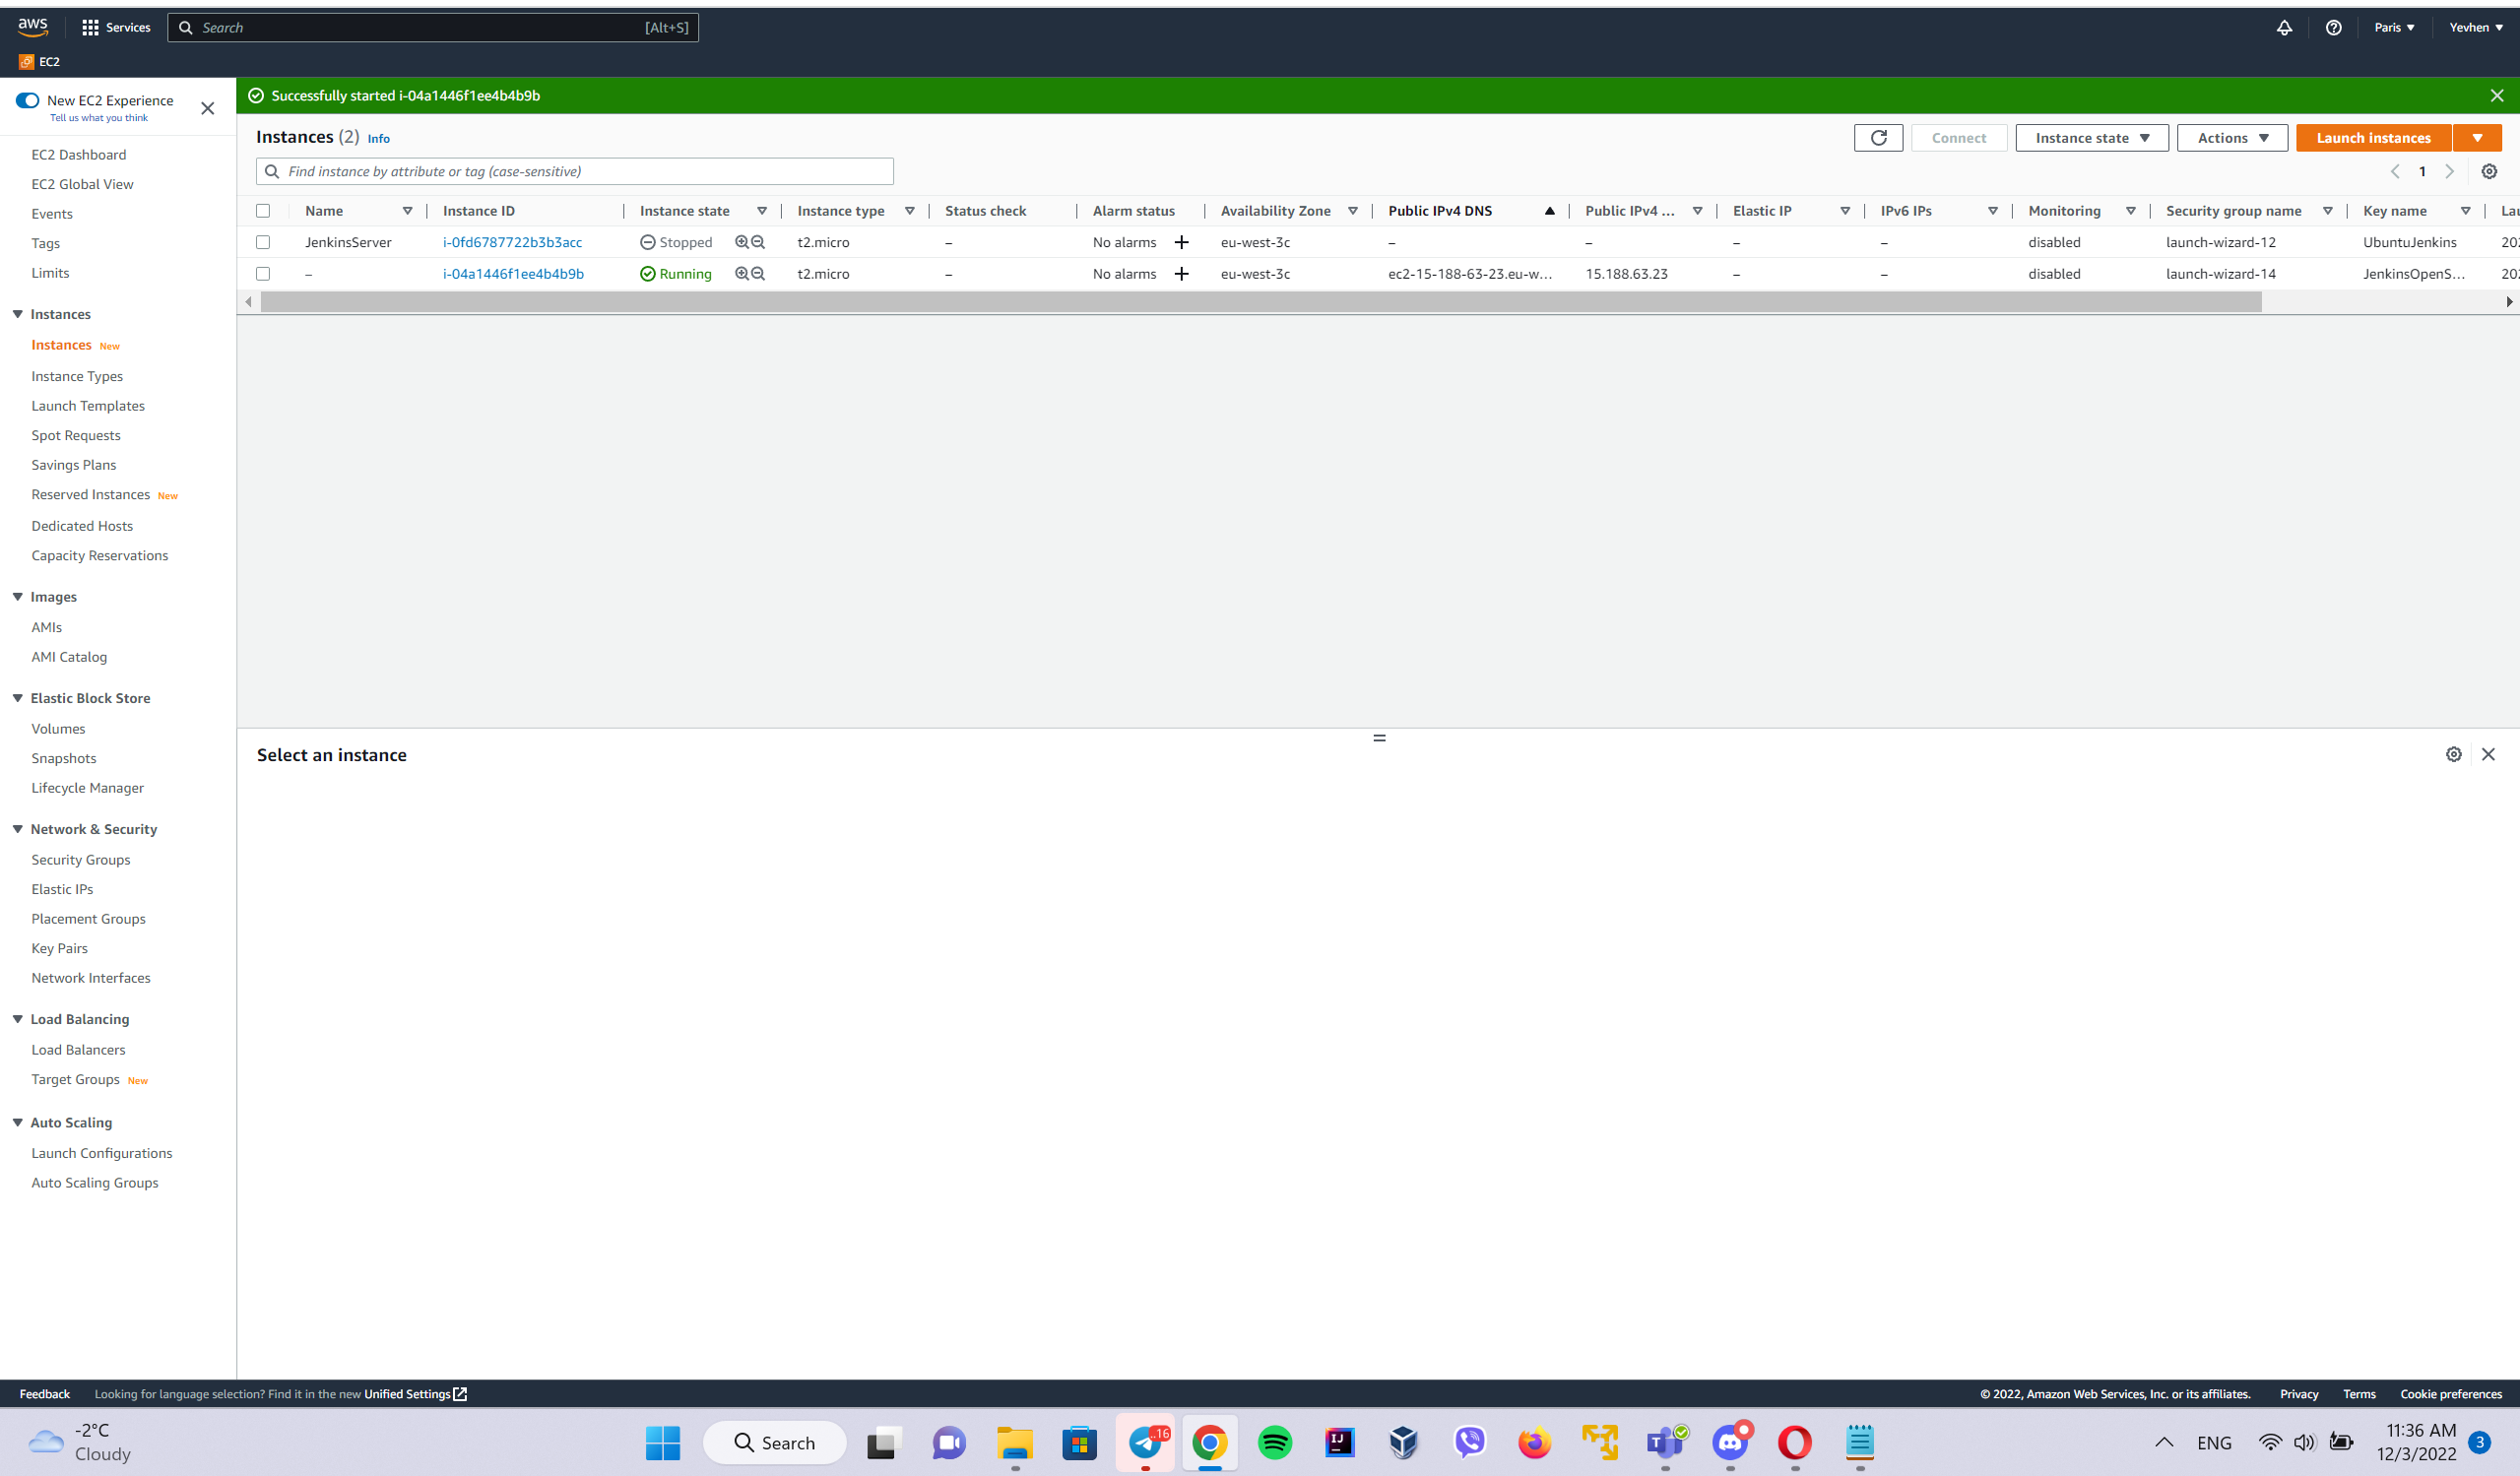 aws Services Search [Alt+S] Paris ▼ Yevhen ▼
EC2
New EC2 Experience
Tell us what you think
EC2 Dashboard
EC2 Global View
Events
Tags
Limits
Instances
Instances New
Instance Types
Launch Templates
Spot Requests
Savings Plans
Reserved Instances New
Dedicated Hosts
Capacity Reservations
Images
AMIs
AMI Catalog
Elastic Block Store
Volumes
Snapshots
Lifecycle Manager
Network & Security
Security Groups
Elastic IPs
Placement Groups
Key Pairs
Network Interfaces
Load Balancing
Load Balancers
Target Groups New
Auto Scaling
Launch Configurations
Auto Scaling Groups
Successfully started i-04a1446f1ee4b4b9b
Instances (2) Info Connect Instance state Actions Launch instances
Find instance by attribute or tag (case-sensitive) 1
Name Instance ID Instance state Instance type Status check Alarm status Availability Zone Public IPv4 DNS Public IPv4 ... Elastic IP IPv6 IPs Monitoring Security group name Key name Lau
JenkinsServer i-0fd6787722b3b3acc Stopped t2.micro – No alarms + eu-west-3c – – – – disabled launch-wizard-12 UbuntuJenkins 202
– i-04a1446f1ee4b4b9b Running t2.micro – No alarms + eu-west-3c ec2-15-188-63-23.eu-w... 15.188.63.23 – – disabled launch-wizard-14 JenkinsOpenS... 202
Select an instance
Feedback Looking for language selection? Find it in the new Unified Settings © 2022, Amazon Web Services, Inc. or its affiliates. Privacy Terms Cookie preferences
-2°C
Cloudy
Search
..16
IJ
T
ENG
11:36 AM
12/3/2022
3